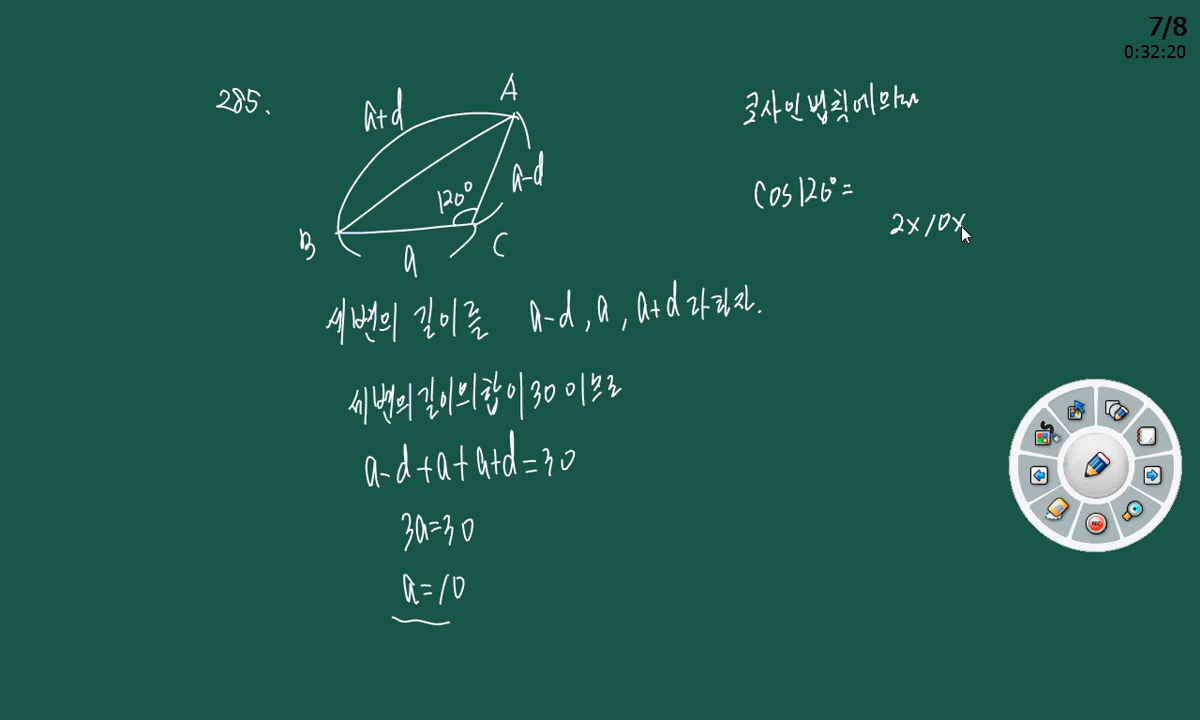 7/8
0:32:20
285.
A
a+d
a-d
120°
B
a
C
세변의 길이를 a-d, a, a+d 라하자.
세변의길이의합이 30 이므로
a-d+a+a+d=30
3a=30
a=10
코사인법칙에의해
cos120°=
2×10×
REC